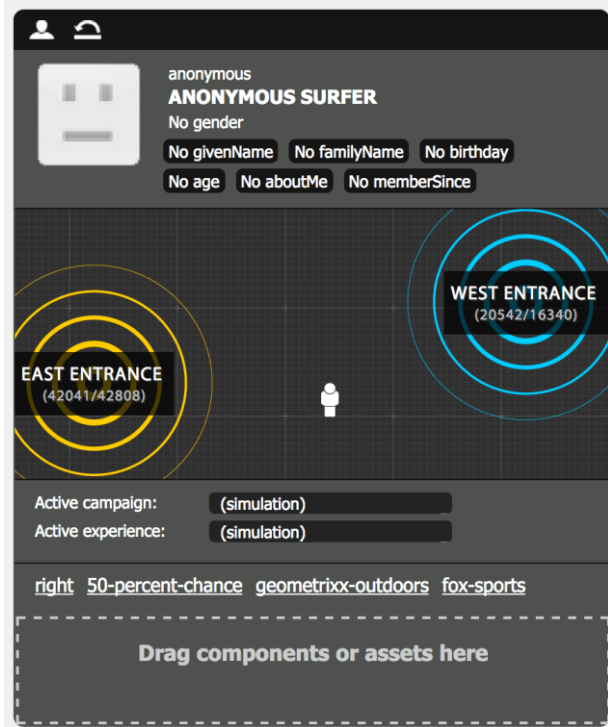 anonymous
ANONYMOUS SURFER
No gender
No givenName No familyName No birthday
No age No aboutMe No memberSince
WEST ENTRANCE
(20542/16340)
EAST ENTRANCE
(42041/42808)
Active campaign: (simulation)
Active experience: (simulation)
right 50-percent-chance geometrixx-outdoors fox-sports
Drag components or assets here